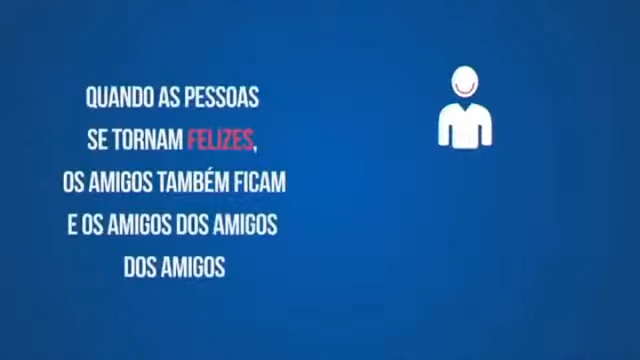 QUANDO AS PESSOAS
SE TORNAM FELIZES,
OS AMIGOS TAMBÉM FICAM
E OS AMIGOS DOS AMIGOS
DOS AMIGOS